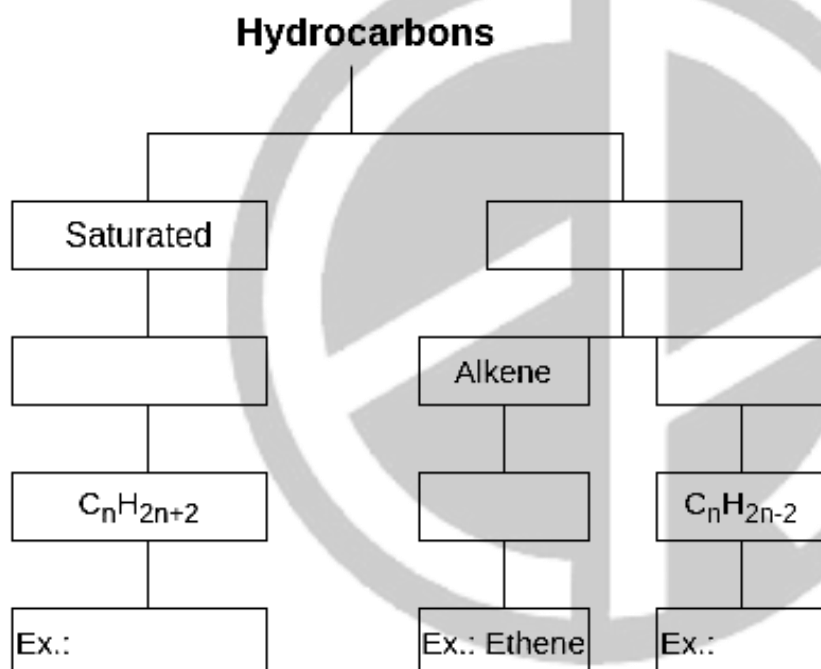 Hydrocarbons
Saturated
Alkene
CₙH₂ₙ₊₂
CₙH₂ₙ₋₂
Ex.:
Ex.: Ethene
Ex.: